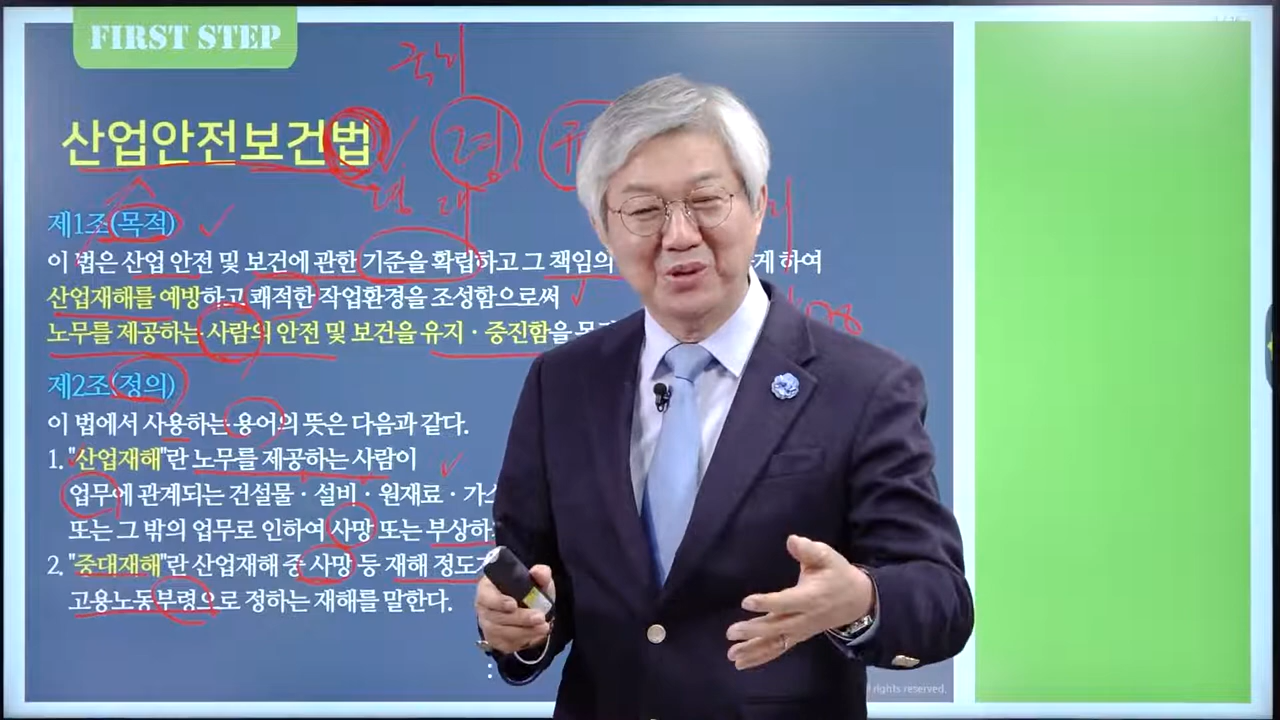 FIRST STEP
산업안전보건법
령
제1조(목적)
이 법은 산업 안전 및 보건에 관한 기준을 확립하고 그 책임의 하여
산업재해를 예방하고 쾌적한 작업환경을 조성함으로써
노무를 제공하는 사람의 안전 및 보건을 유지·증진함을
제2조(정의)
이 법에서 사용하는 용어의 뜻은 다음과 같다.
1. "산업재해"란 노무를 제공하는 사람이
업무에 관계되는 건설물·설비·원재료·가스
또는 그 밖의 업무로 인하여 사망 또는 부상하
2. "중대재해"란 산업재해 중 사망 등 재해 정도가
고용노동부령으로 정하는 재해를 말한다.
rights reserved.